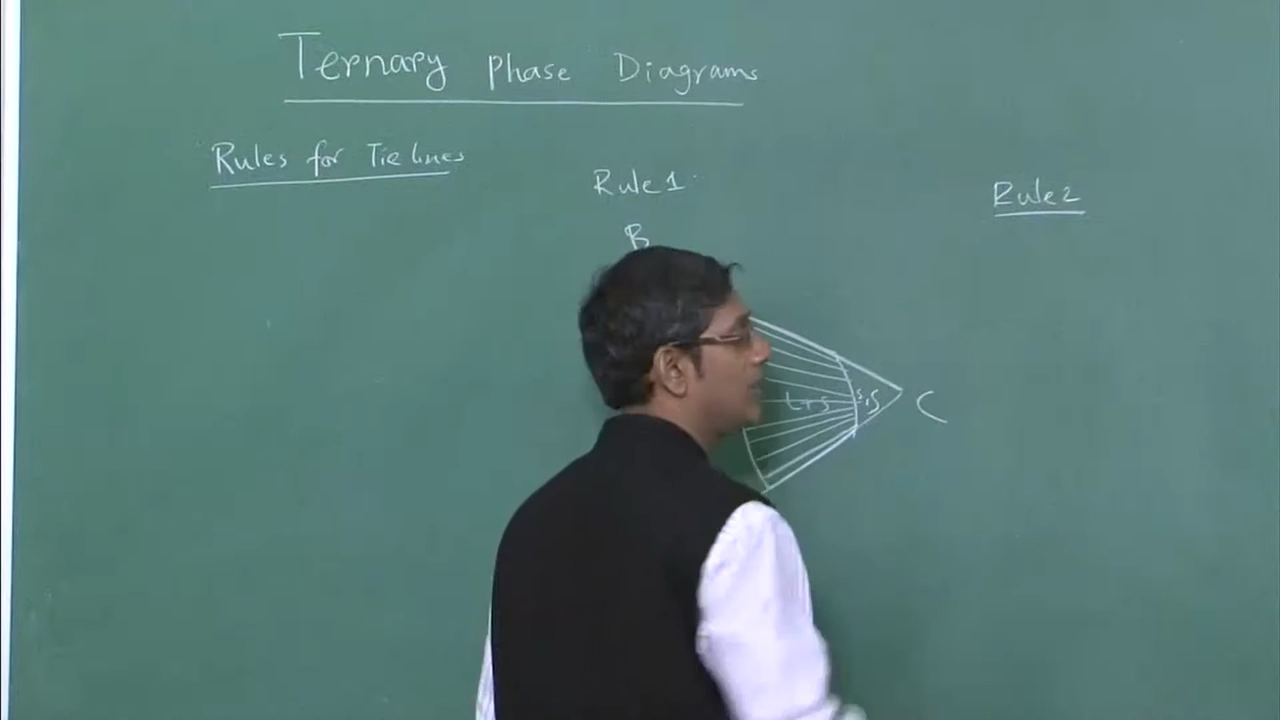 Ternary Phase Diagrams
Rules for Tie lines
Rule 1
Rule 2
B
L+S
S
C